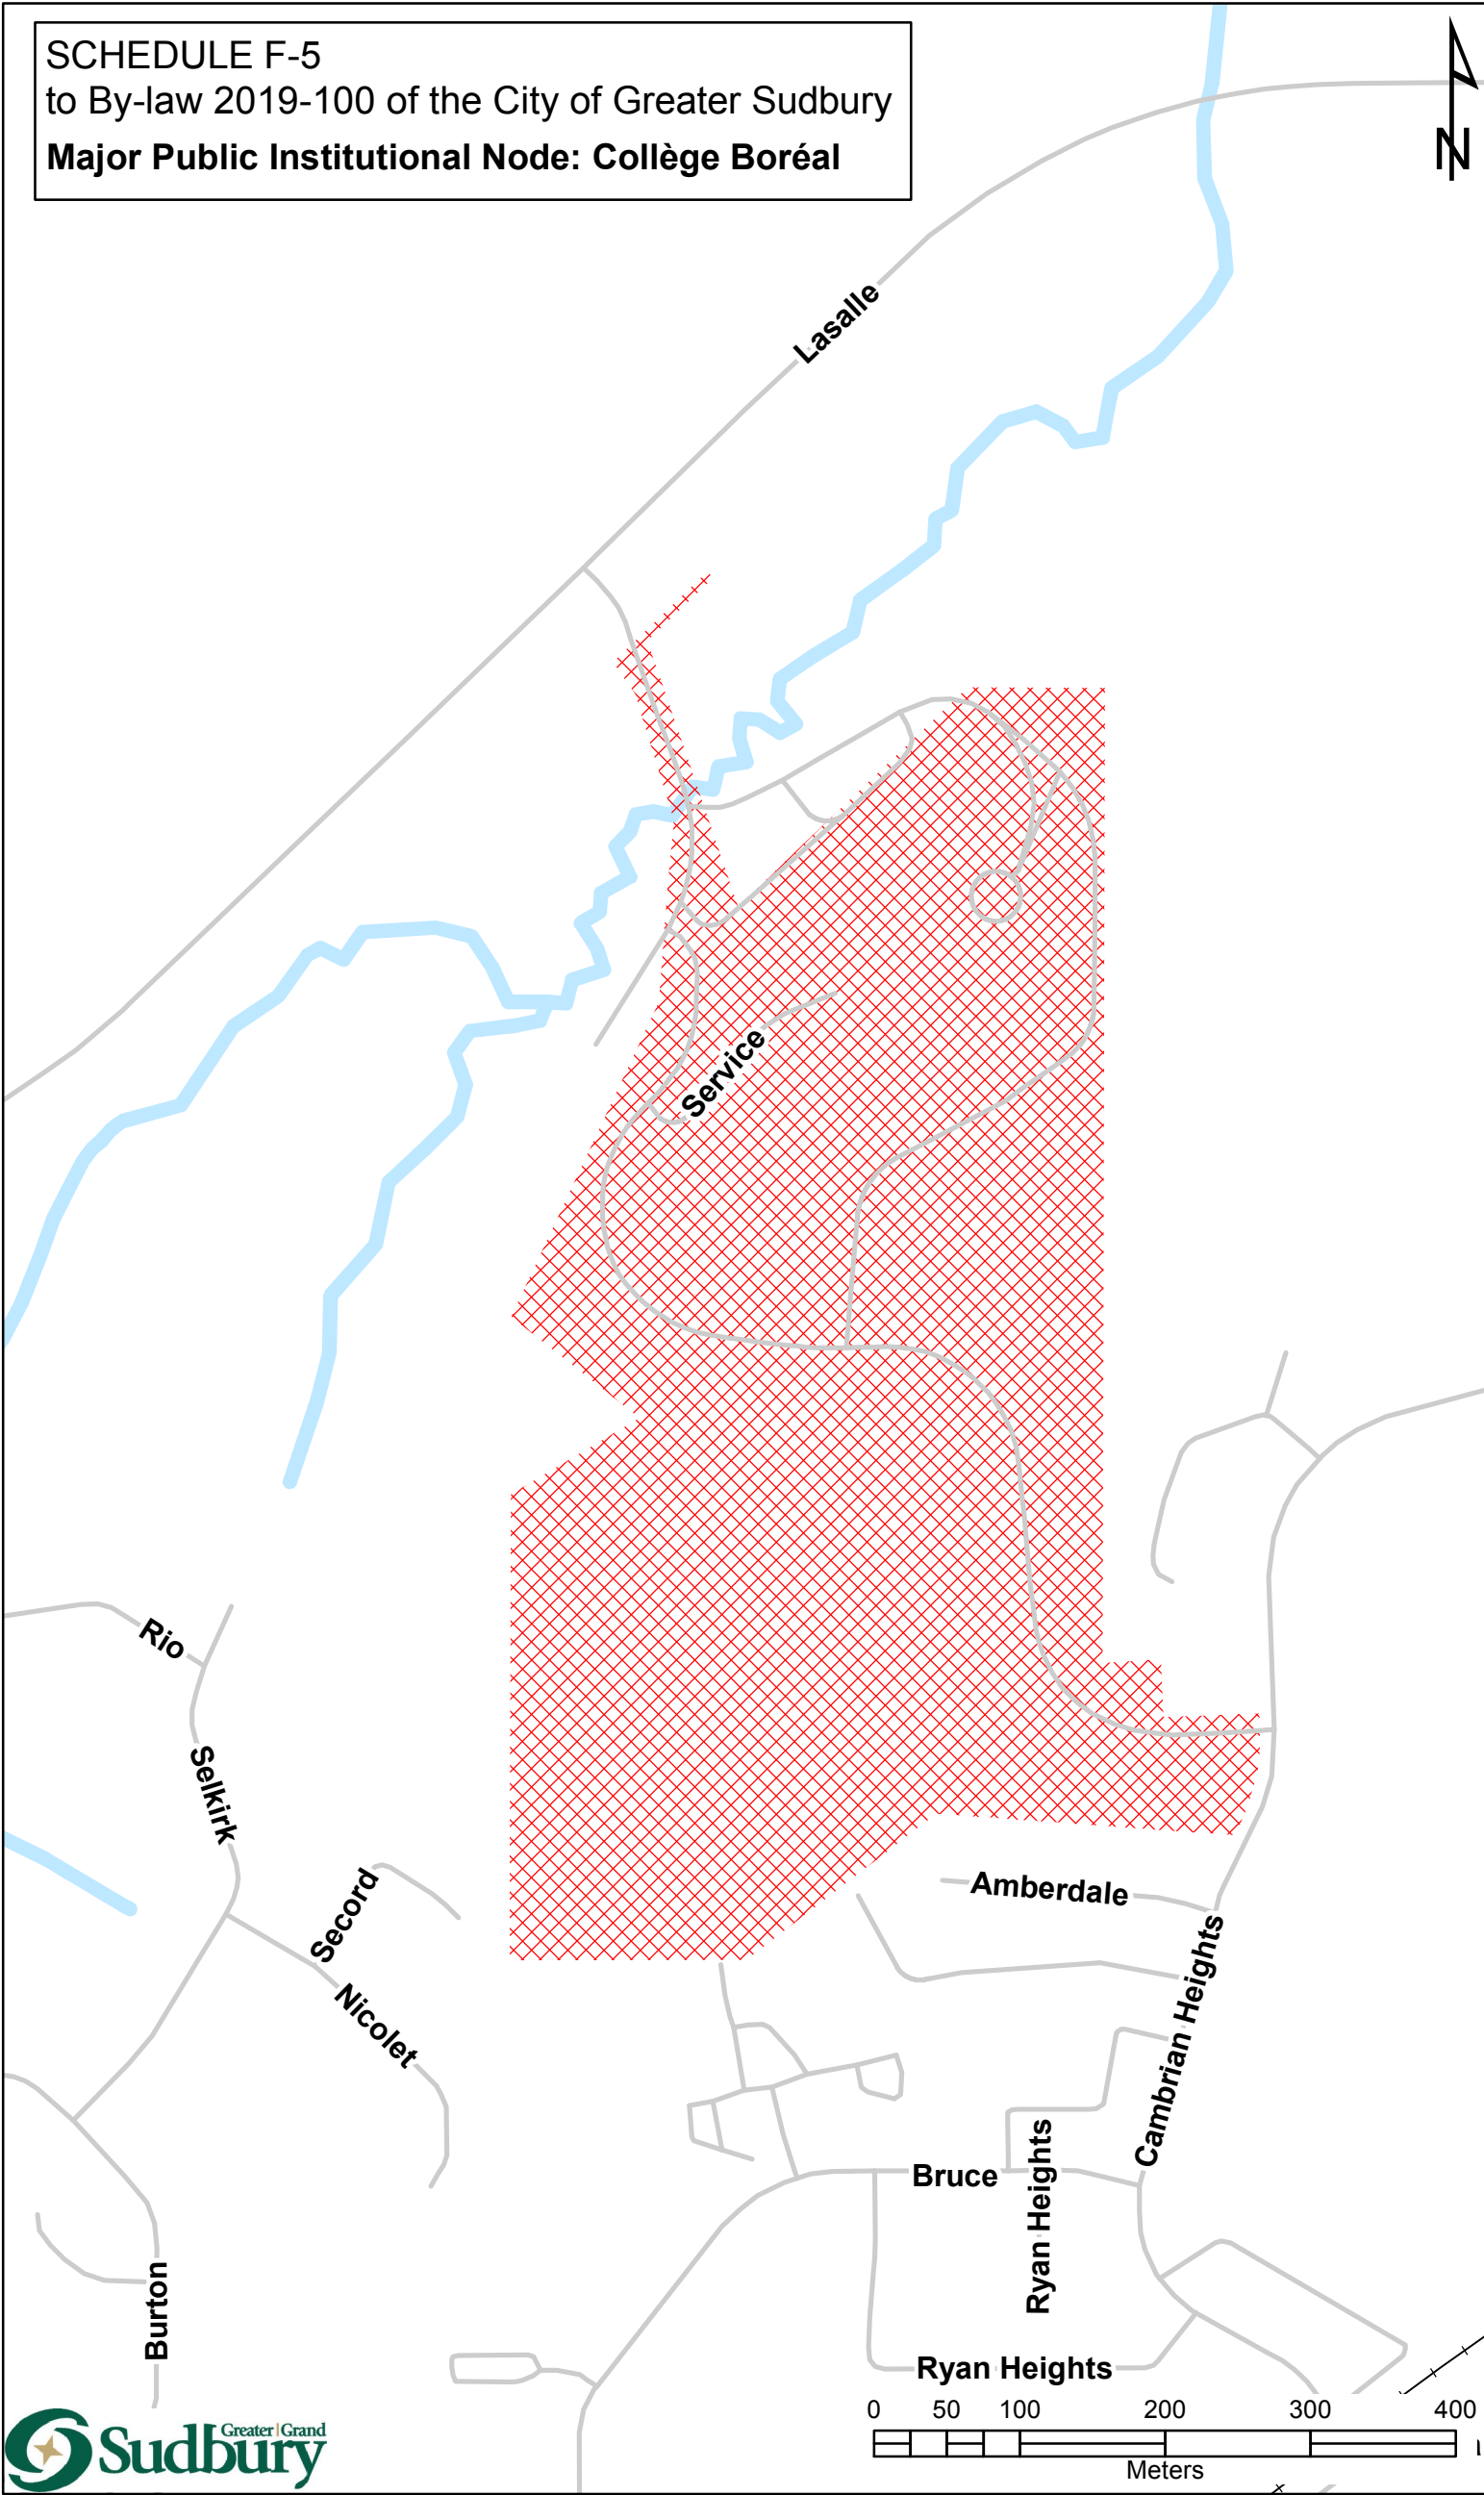 SCHEDULE F-5
to By-law 2019-100 of the City of Greater Sudbury
Major Public Institutional Node: Collège Boréal
N
Lasalle
Service
Rio
Selkirk
Secord
Nicolet
Amberdale
Cambrian Heights
Bruce
Ryan Heights
Burton
Ryan Heights
Greater | Grand
Sudbury
0 50 100 200 300 400
Meters